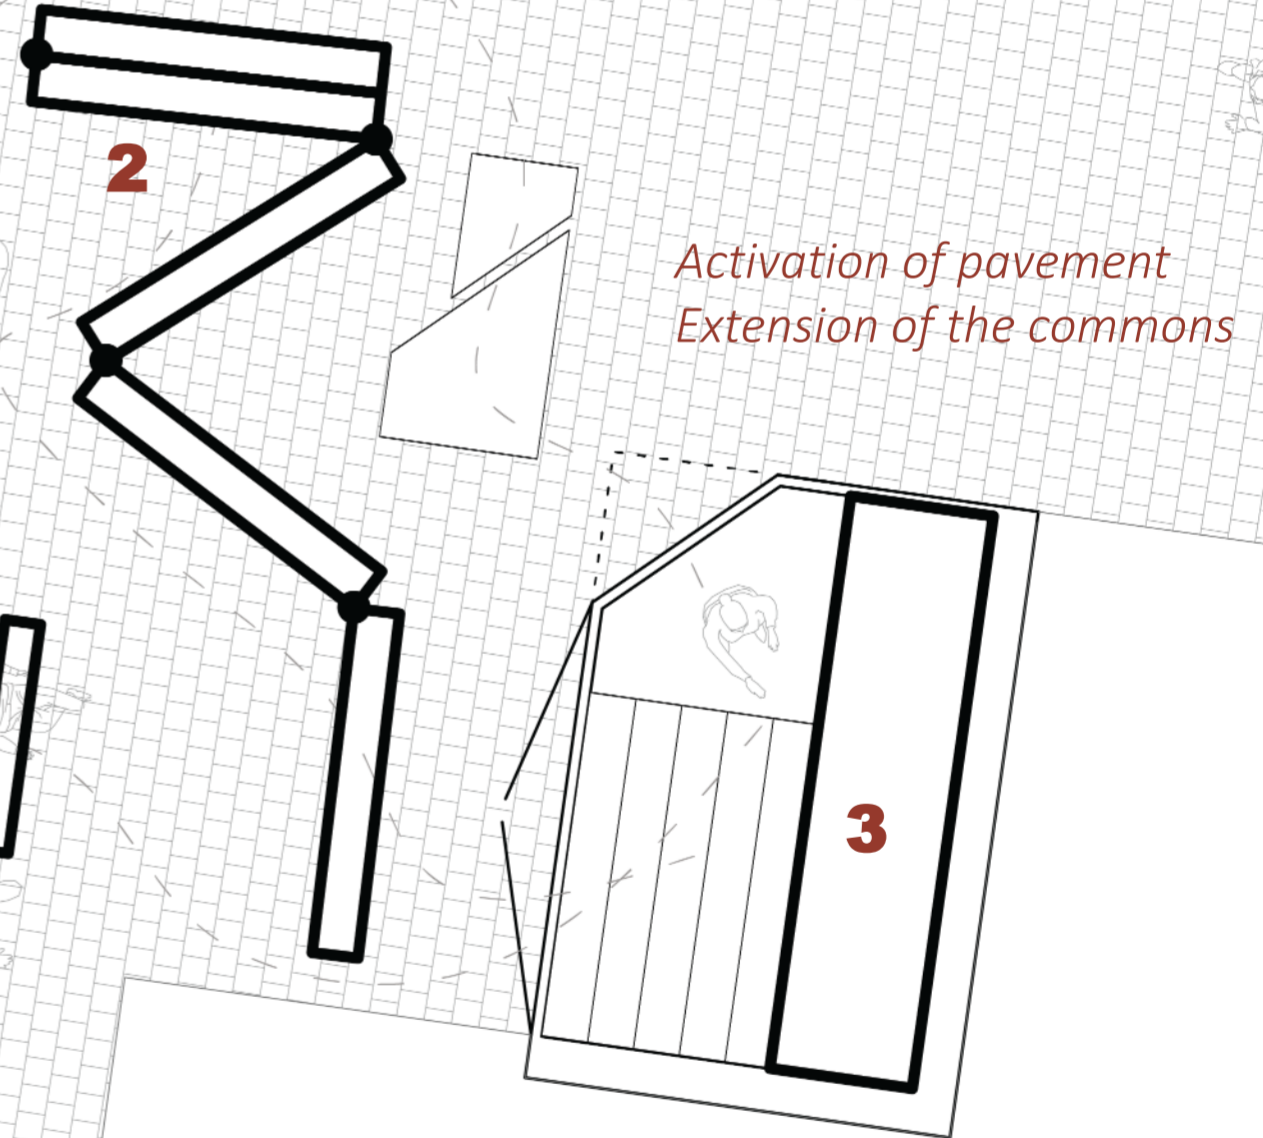 2
Activation of pavement
Extension of the commons
3